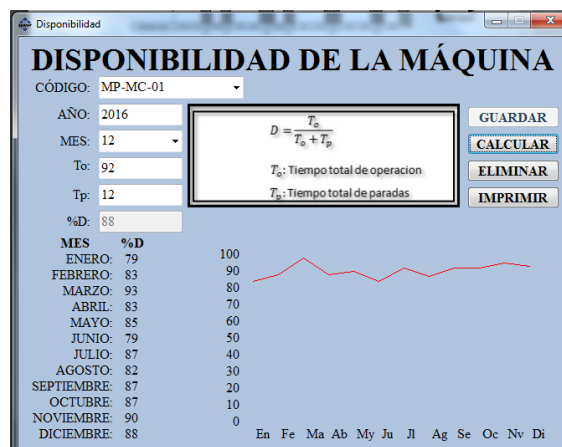 Disponibilidad
DISPONIBILIDAD DE LA MÁQUINA
CÓDIGO: MP-MC-01
AÑO: 2016
MES: 12
To: 92
Tp: 12
%D: 88
D = To / (To + Tp)
To: Tiempo total de operacion
Tp: Tiempo total de paradas
GUARDAR
CALCULAR
ELIMINAR
IMPRIMIR
MES %D
ENERO: 79
FEBRERO: 83
MARZO: 93
ABRIL: 83
MAYO: 85
JUNIO: 79
JULIO: 87
AGOSTO: 82
SEPTIEMBRE: 87
OCTUBRE: 87
NOVIEMBRE: 90
DICIEMBRE: 88
100
90
80
70
60
50
40
30
20
10
0
En Fe Ma Ab My Ju Jl Ag Se Oc Nv Di